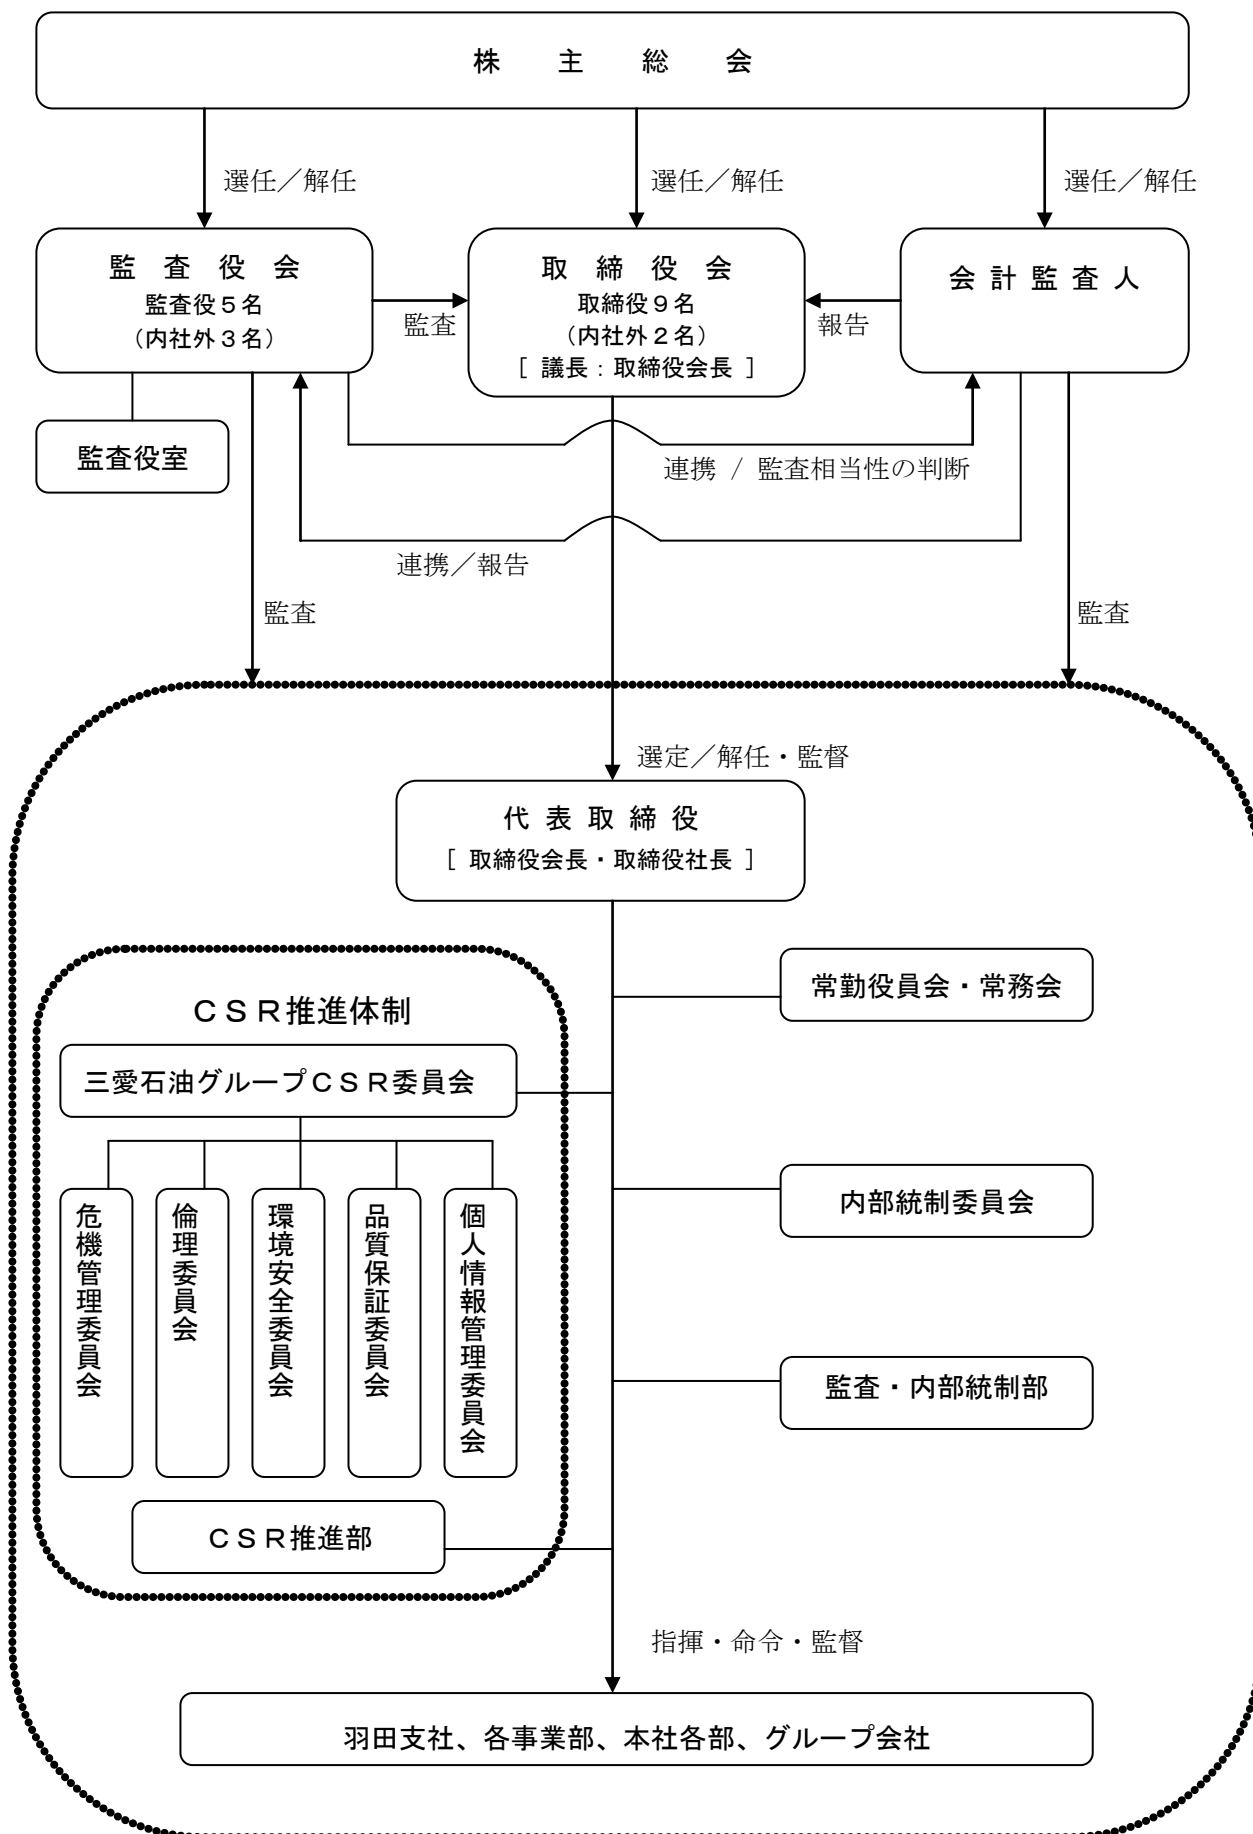 株主総会
選任／解任
選任／解任
選任／解任
監査役会
監査役５名
（内社外３名）
監査
取締役会
取締役９名
（内社外２名）
［ 議長：取締役会長 ］
報告
会計監査人
監査役室
連携 / 監査相当性の判断
連携／報告
監査
監査
選定／解任・監督
代表取締役
［ 取締役会長・取締役社長 ］
ＣＳＲ推進体制
三愛石油グループＣＳＲ委員会
危機管理委員会
倫理委員会
環境安全委員会
品質保証委員会
個人情報管理委員会
ＣＳＲ推進部
常勤役員会・常務会
内部統制委員会
監査・内部統制部
指揮・命令・監督
羽田支社、各事業部、本社各部、グループ会社